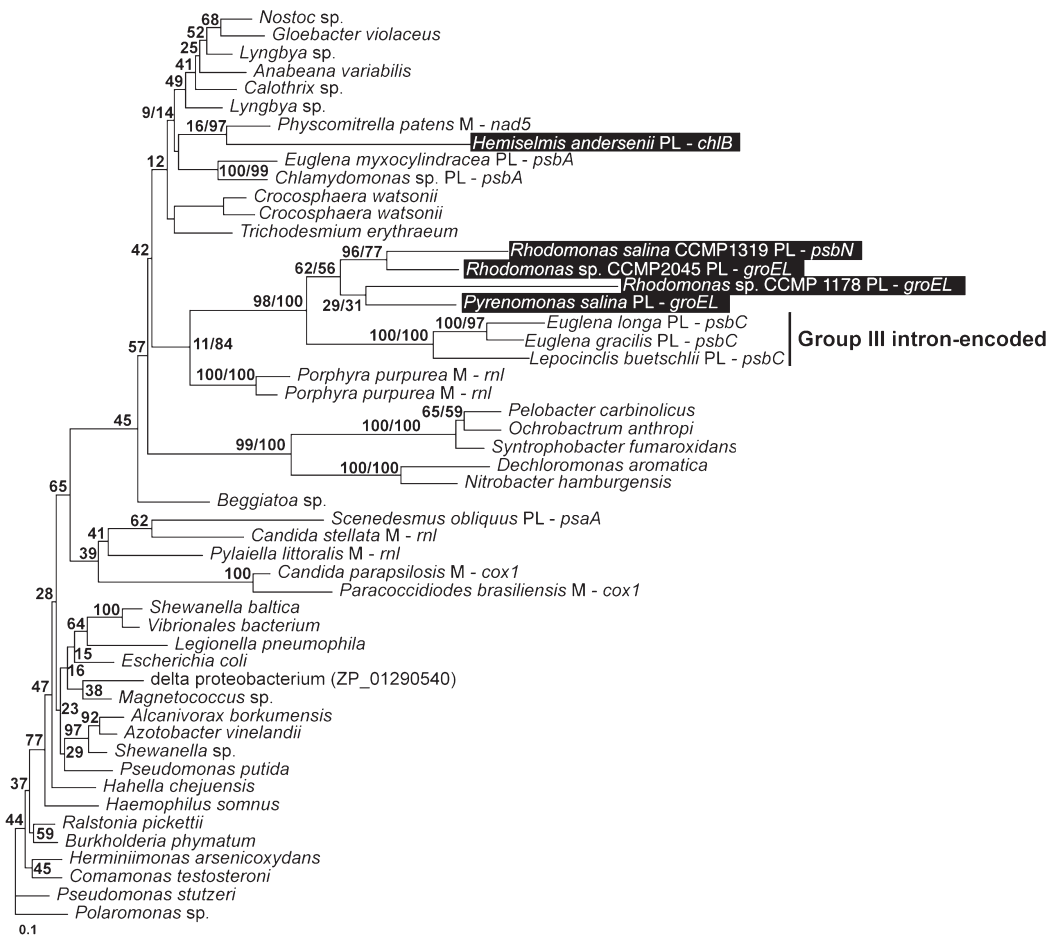 68
Nostoc sp.
52
Gloebacter violaceus
25
Lyngbya sp.
41
Anabeana variabilis
49
Calothrix sp.
Lyngbya sp.
9/14
16/97
Physcomitrella patens M - nad5
Hemiselmis andersenii PL - chlB
12
Euglena myxocylindracea PL - psbA
100/99
Chlamydomonas sp. PL - psbA
Crocosphaera watsonii
Crocosphaera watsonii
Trichodesmium erythraeum
42
96/77
Rhodomonas salina CCMP1319 PL - psbN
62/56
Rhodomonas sp. CCMP2045 PL - groEL
Rhodomonas sp. CCMP 1178 PL - groEL
98/100
29/31
Pyrenomonas salina PL - groEL
100/97
Euglena longa PL - psbC
100/100
Euglena gracilis PL - psbC
Group III intron-encoded
57
11/84
Lepocinclis buetschlii PL - psbC
100/100
Porphyra purpurea M - rnl
Porphyra purpurea M - rnl
65/59
Pelobacter carbinolicus
45
100/100
Ochrobactrum anthropi
99/100
Syntrophobacter fumaroxidans
100/100
Dechloromonas aromatica
Nitrobacter hamburgensis
65
Beggiatoa sp.
62
Scenedesmus obliquus PL - psaA
41
Candida stellata M - rnl
39
Pylaiella littoralis M - rnl
100
Candida parapsilosis M - cox1
28
Paracoccidiodes brasiliensis M - cox1
100
Shewanella baltica
64
Vibrionales bacterium
Legionella pneumophila
15
Escherichia coli
16
delta proteobacterium (ZP_01290540)
47
38
Magnetococcus sp.
23
92
Alcanivorax borkumensis
97
Azotobacter vinelandii
77
29
Shewanella sp.
Pseudomonas putida
37
Hahella chejuensis
Haemophilus somnus
44
Ralstonia pickettii
59
Burkholderia phymatum
Herminiimonas arsenicoxydans
45
Comamonas testosteroni
Pseudomonas stutzeri
Polaromonas sp.
0.1